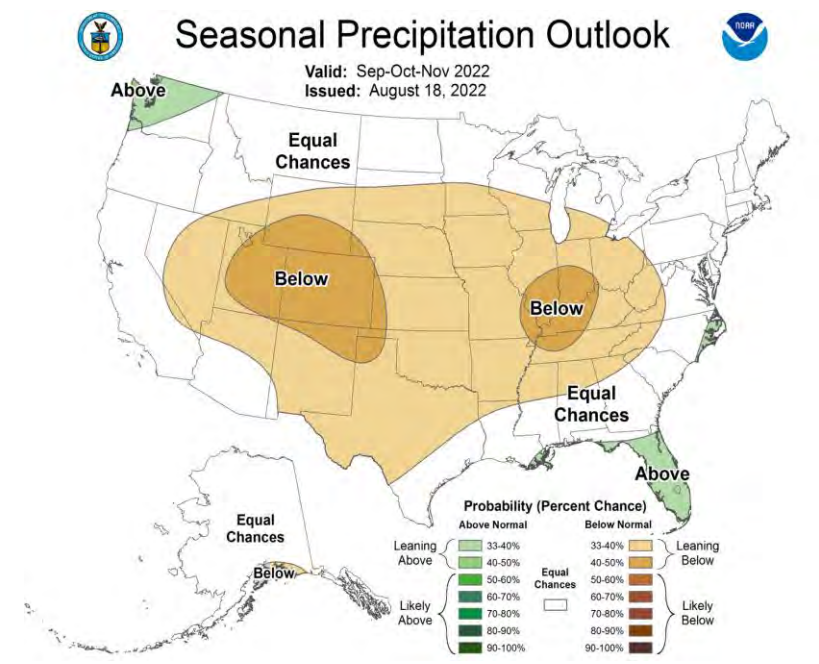 Seasonal Precipitation Outlook
NOAA
Valid: Sep-Oct-Nov 2022
Issued: August 18, 2022
Above
Equal
Chances
Below
Below
Equal
Chances
Above
Equal
Chances
Below
Probability (Percent Chance)
Above Normal
Below Normal
Leaning
Above
33-40%
40-50%
Likely
Above
50-60%
60-70%
70-80%
80-90%
90-100%
Equal
Chances
33-40%
40-50%
Leaning
Below
50-60%
60-70%
70-80%
80-90%
90-100%
Likely
Below